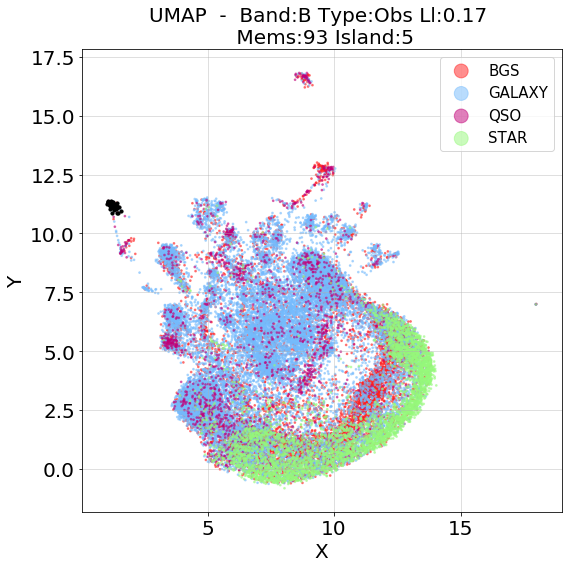 UMAP  -  Band:B Type:Obs Ll:0.17
Mems:93 Island:5
BGS
GALAXY
QSO
STAR
17.5
15.0
12.5
10.0
7.5
5.0
2.5
0.0
Y
5 10 15
X